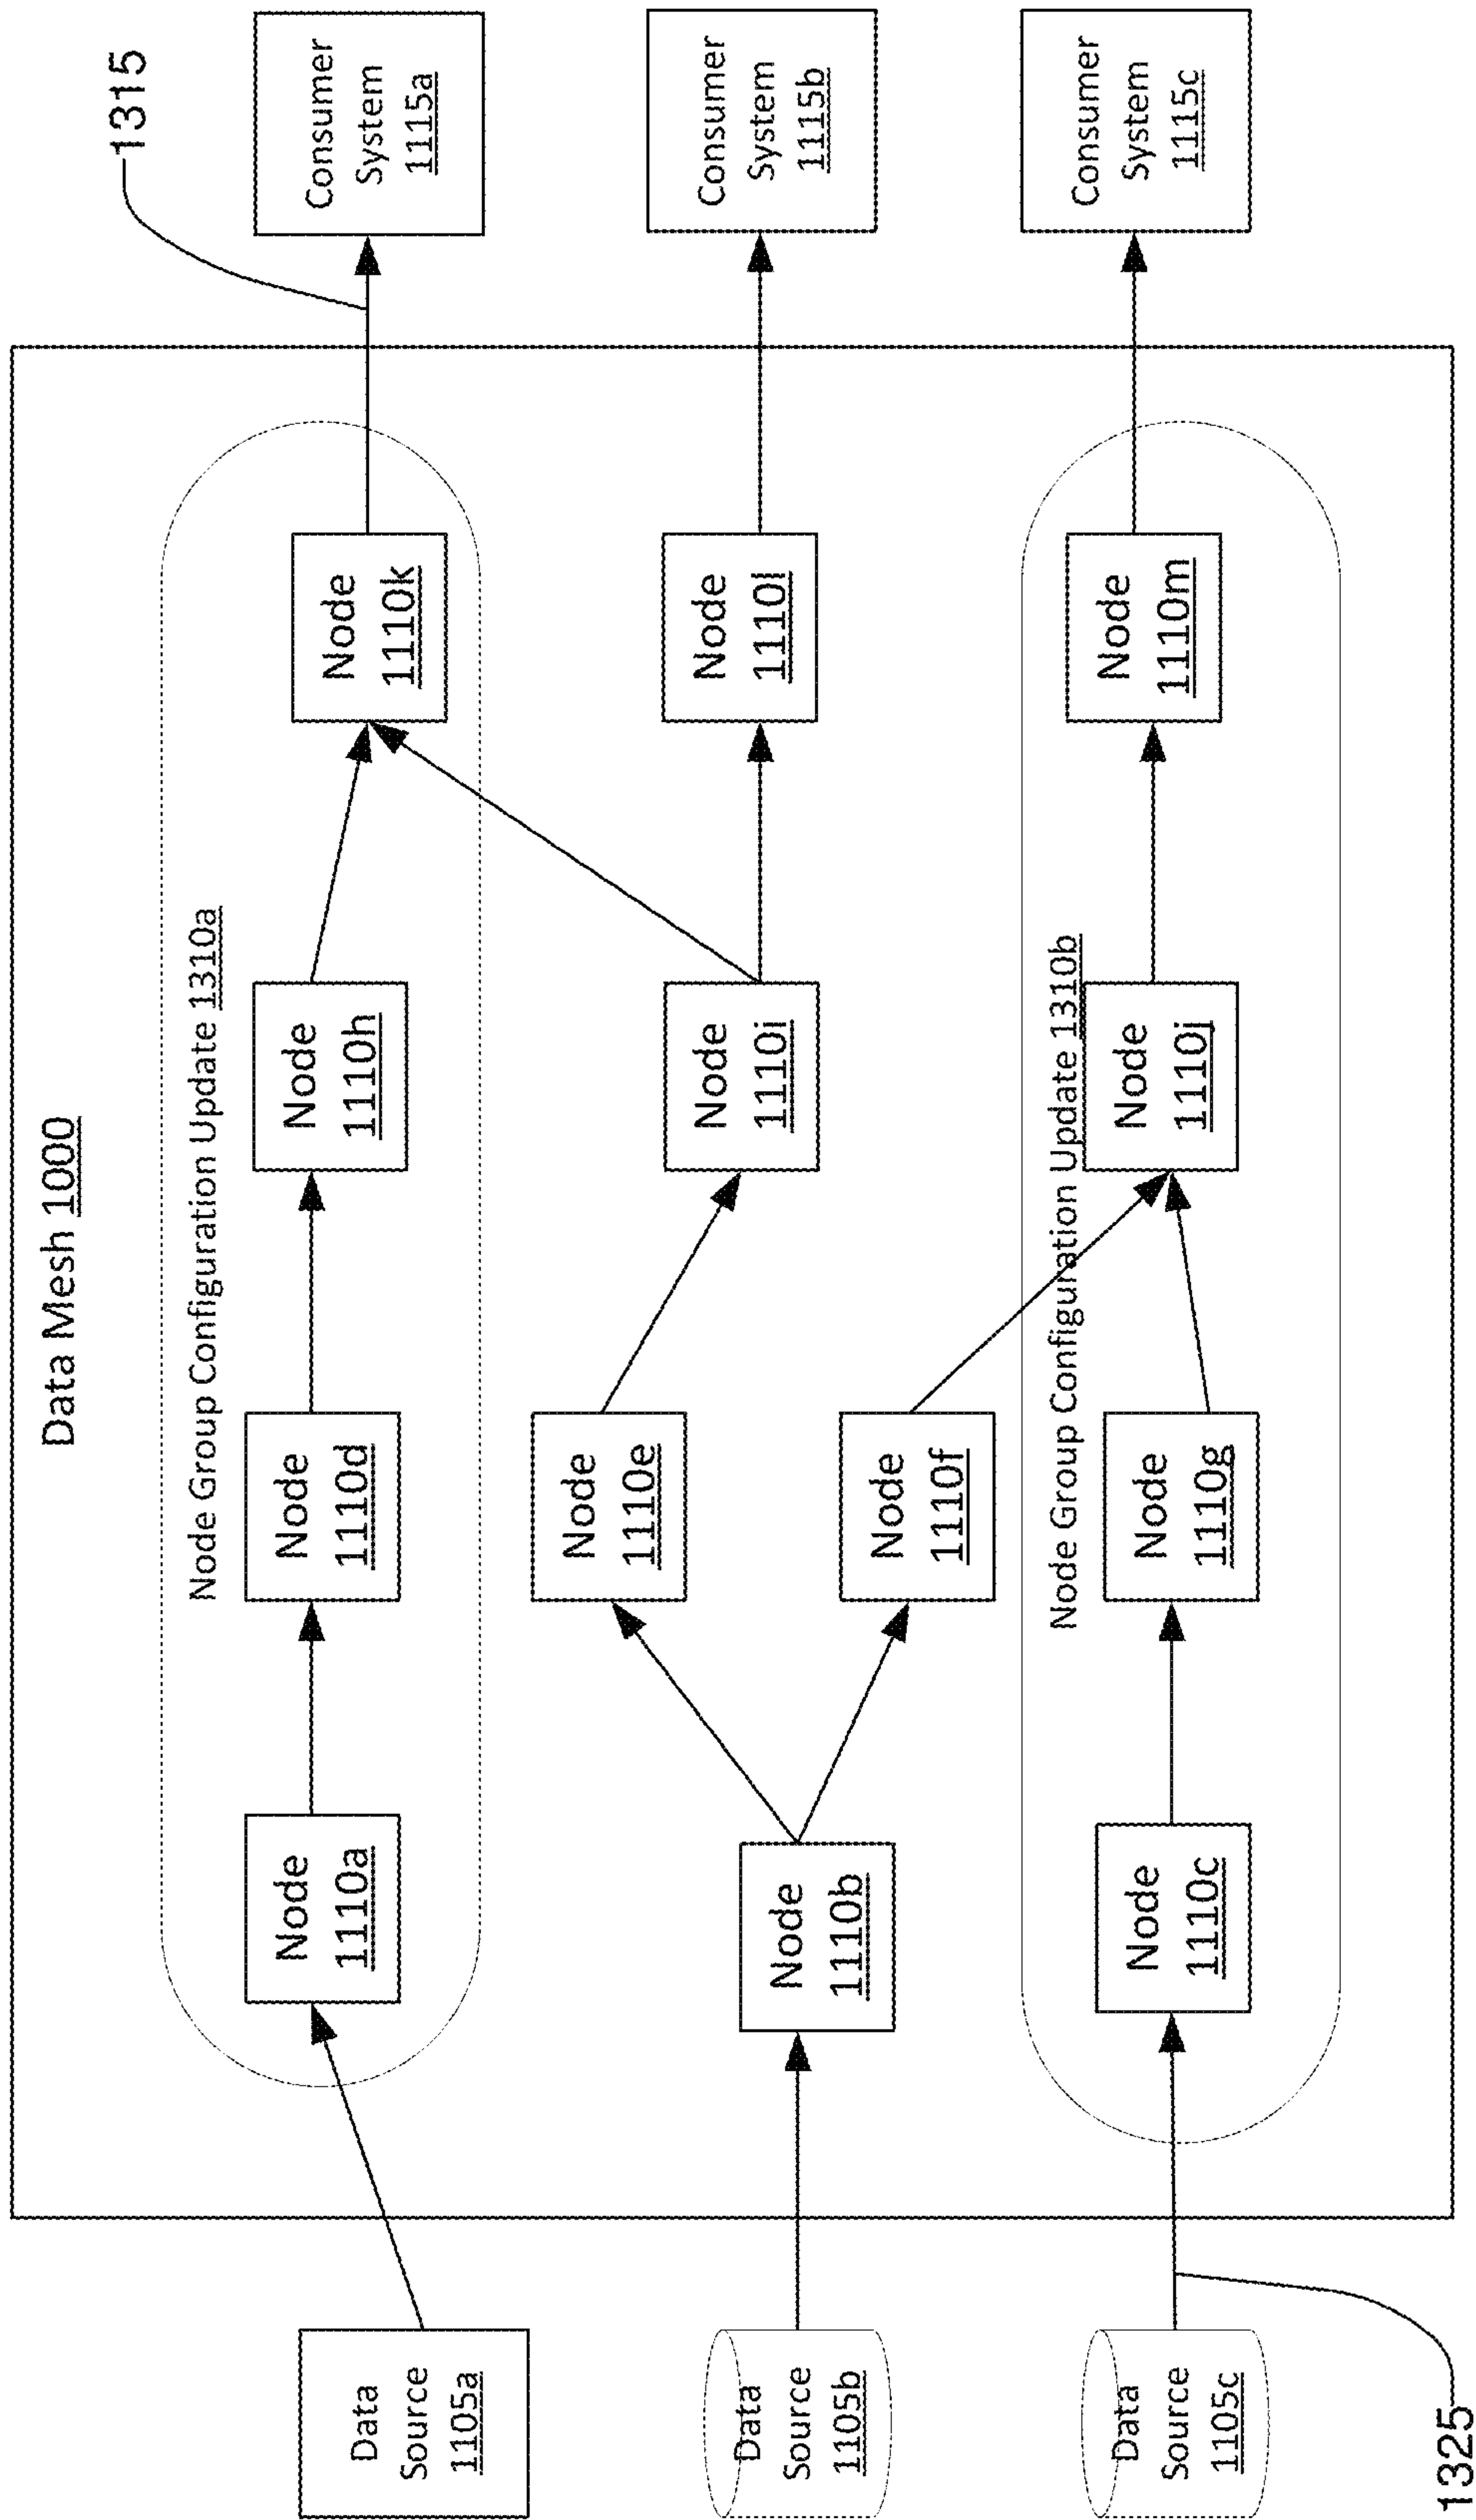 Data Mesh 1000
Data
Source
1105a
Data
Source
1105b
Data
Source
1105c
1325
Node Group Configuration Update 1310a
Node
1110a
Node
1110d
Node
1110h
Node
1110k
Node
1110b
Node
1110e
Node
1110f
Node
1110i
Node
1110l
Node Group Configuration Update 1310b
Node
1110c
Node
1110g
Node
1110j
Node
1110m
1315
Consumer
System
1115a
Consumer
System
1115b
Consumer
System
1115c